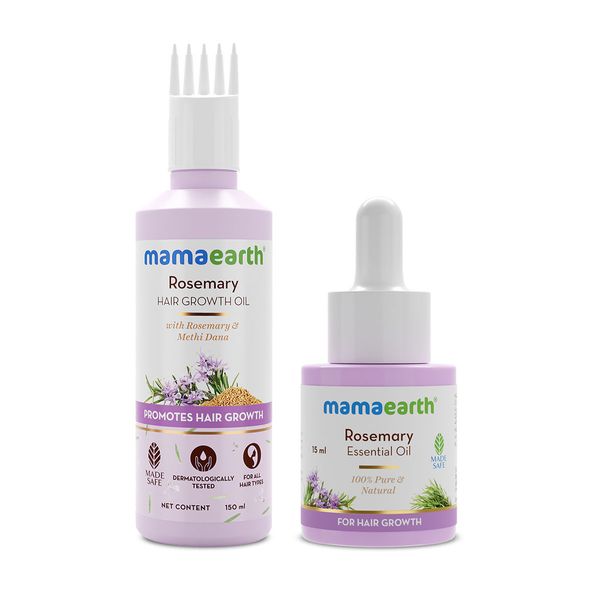 mamaearth®
Rosemary
HAIR GROWTH OIL
with Rosemary &
Methi Dana
PROMOTES HAIR GROWTH
MADE
SAFE
DERMATOLOGICALLY
TESTED
FOR ALL
HAIR TYPES
NET CONTENT 150 ml
mamaearth®
15 ml
Rosemary
Essential Oil
MADE
SAFE
100% Pure &
Natural
FOR HAIR GROWTH